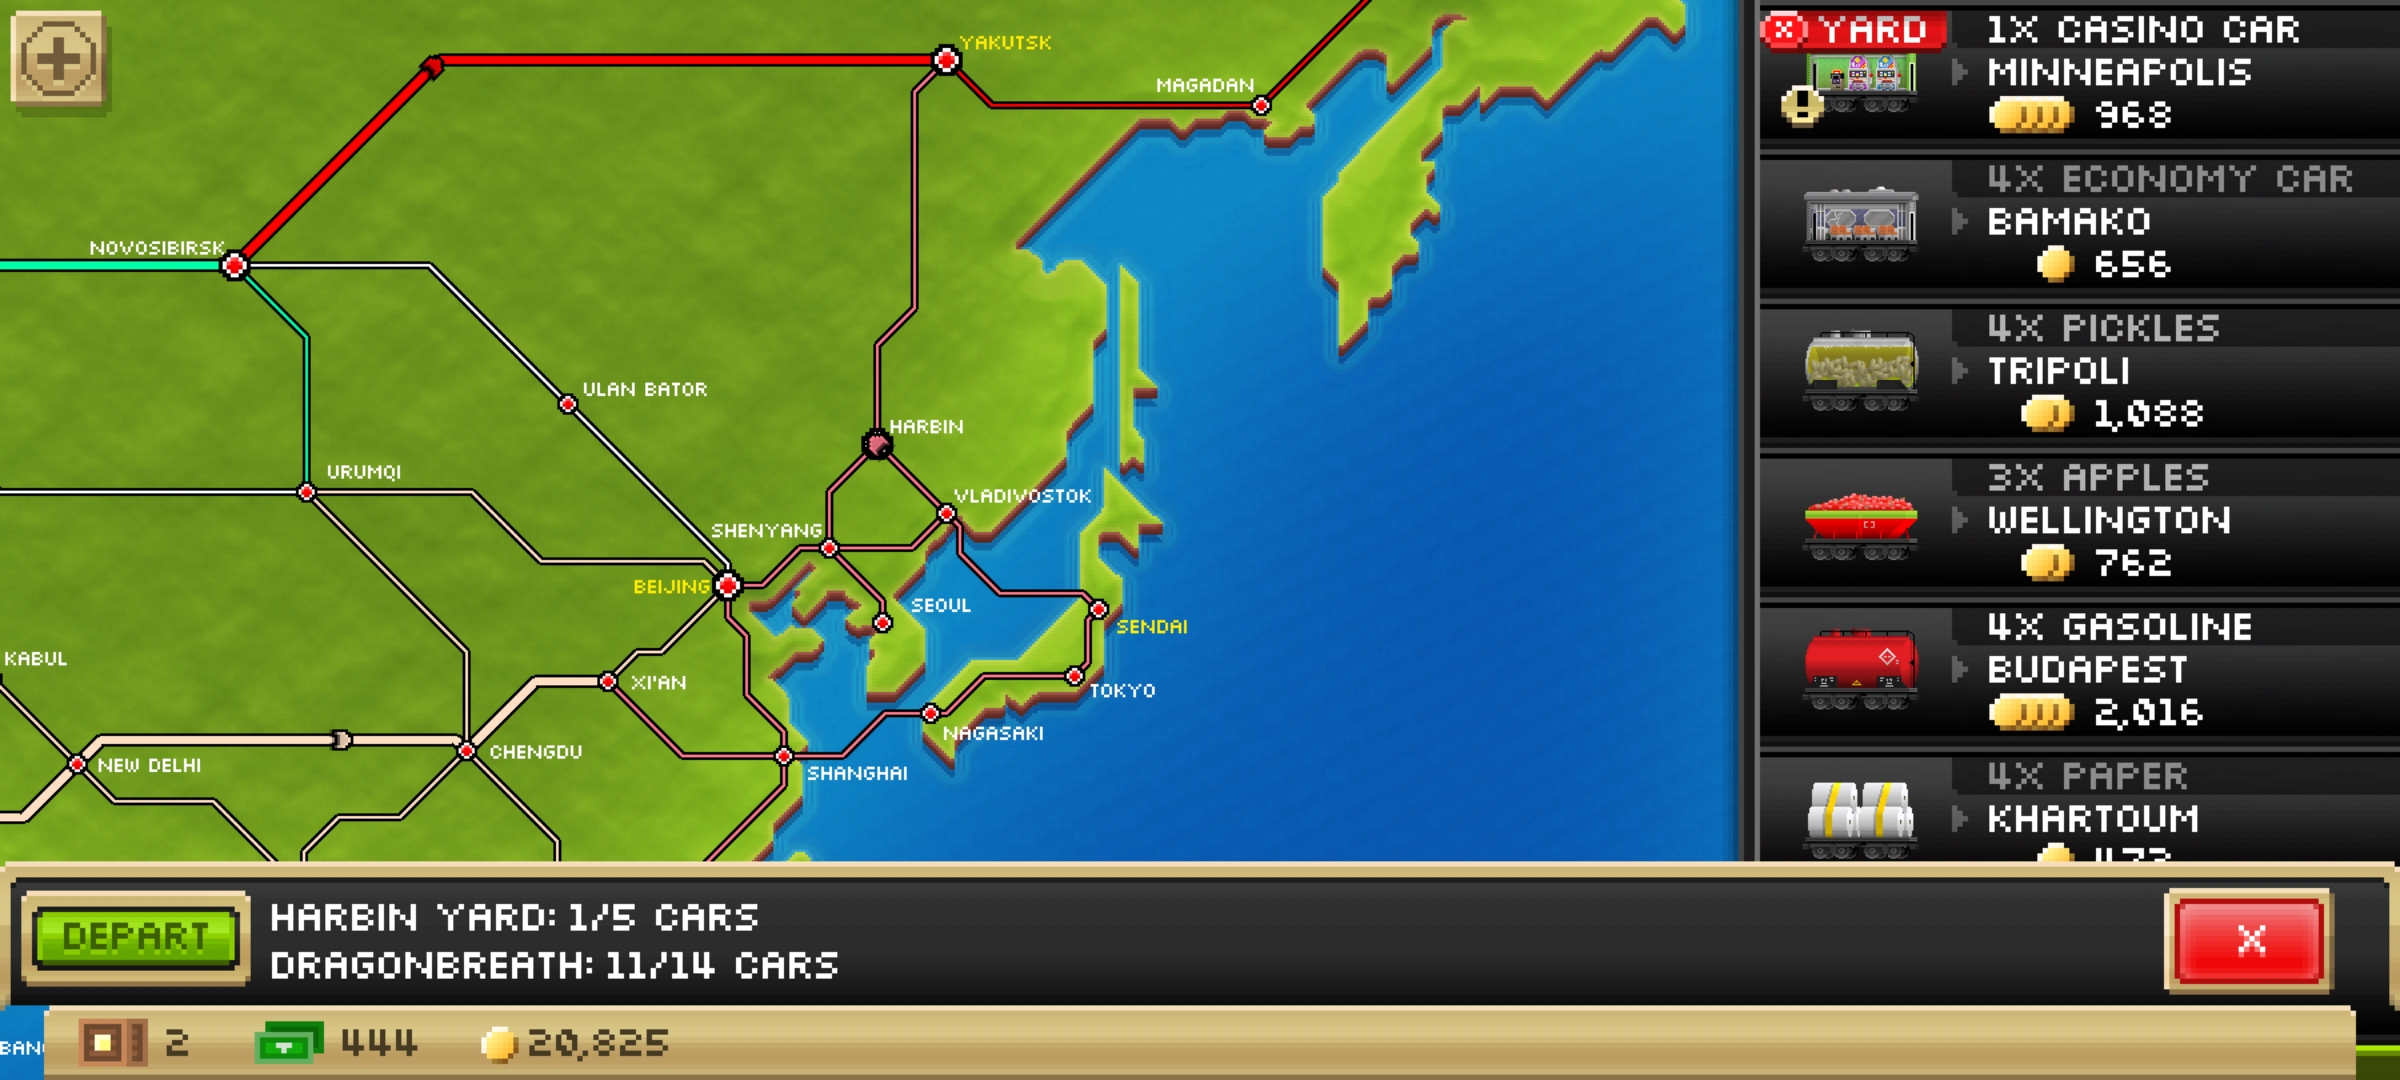 YAKUTSK
MAGADAN
NOVOSIBIRSK
ULAN BATOR
HARBIN
URUMQI
VLADIVOSTOK
SHENYANG
BEIJING
SEOUL
SENDAI
KABUL
XI'AN
TOKYO
NAGASAKI
CHENGDU
NEW DELHI
SHANGHAI
YARD
1X CASINO CAR
MINNEAPOLIS
968
4X ECONOMY CAR
BAMAKO
656
4X PICKLES
TRIPOLI
1,088
3X APPLES
WELLINGTON
762
4X GASOLINE
BUDAPEST
2,016
4X PAPER
KHARTOUM
DEPART
HARBIN YARD: 1/5 CARS
DRAGONBREATH: 11/14 CARS
X
2
444
20,825